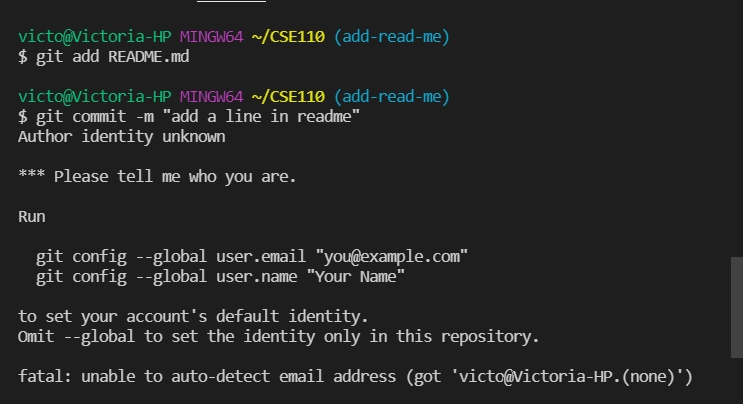 victo@Victoria-HP MINGW64 ~/CSE110 (add-read-me)
$ git add README.md
victo@Victoria-HP MINGW64 ~/CSE110 (add-read-me)
$ git commit -m "add a line in readme"
Author identity unknown
*** Please tell me who you are.
Run
git config --global user.email "you@example.com"
git config --global user.name "Your Name"
to set your account's default identity.
Omit --global to set the identity only in this repository.
fatal: unable to auto-detect email address (got 'victo@Victoria-HP.(none)')